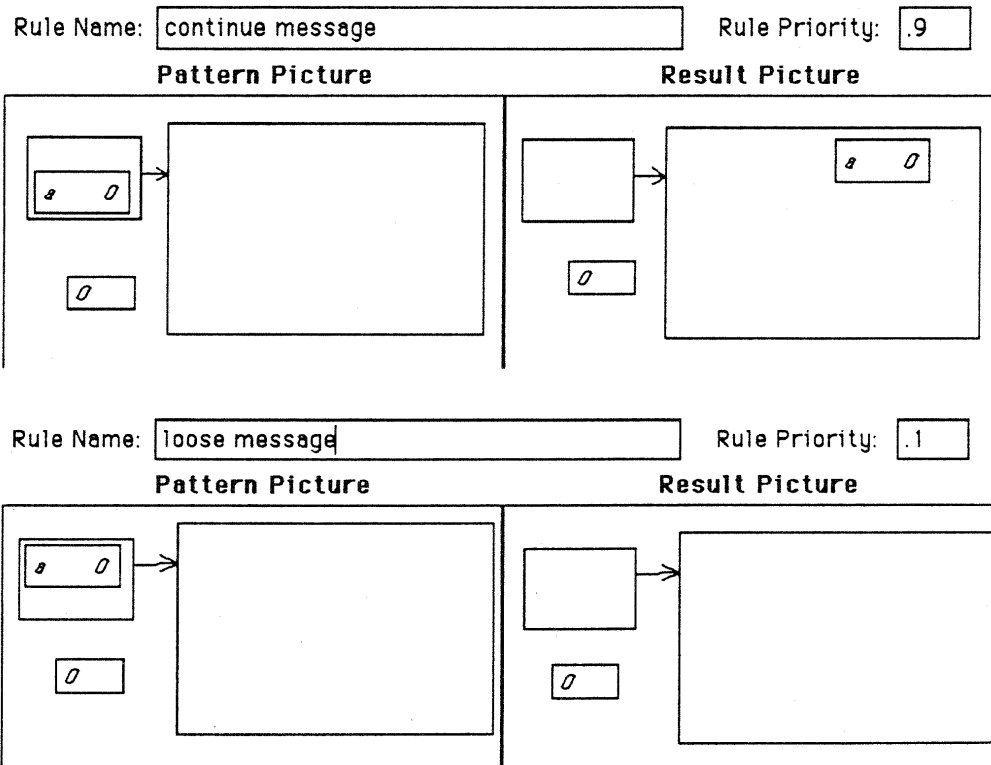 Rule Name: continue message Rule Priority: .9
Pattern Picture Result Picture
a 0 a 0
0 0
Rule Name: loose message Rule Priority: .1
Pattern Picture Result Picture
a 0
0 0